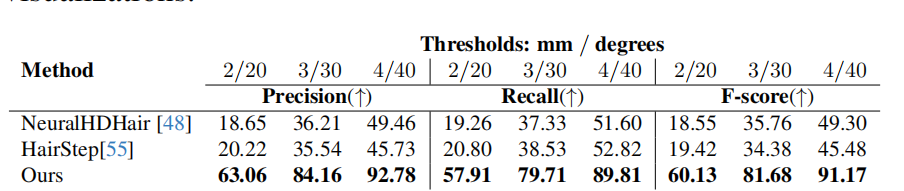 Thresholds: mm / degrees
Method 2/20 3/30 4/40 2/20 3/30 4/40 2/20 3/30 4/40
Precision(↑) Recall(↑) F-score(↑)
NeuralHDHair [48] 18.65 36.21 49.46 19.26 37.33 51.60 18.55 35.76 49.30
HairStep[55] 20.22 35.54 45.73 20.80 38.53 52.82 19.42 34.38 45.48
Ours 63.06 84.16 92.78 57.91 79.71 89.81 60.13 81.68 91.17